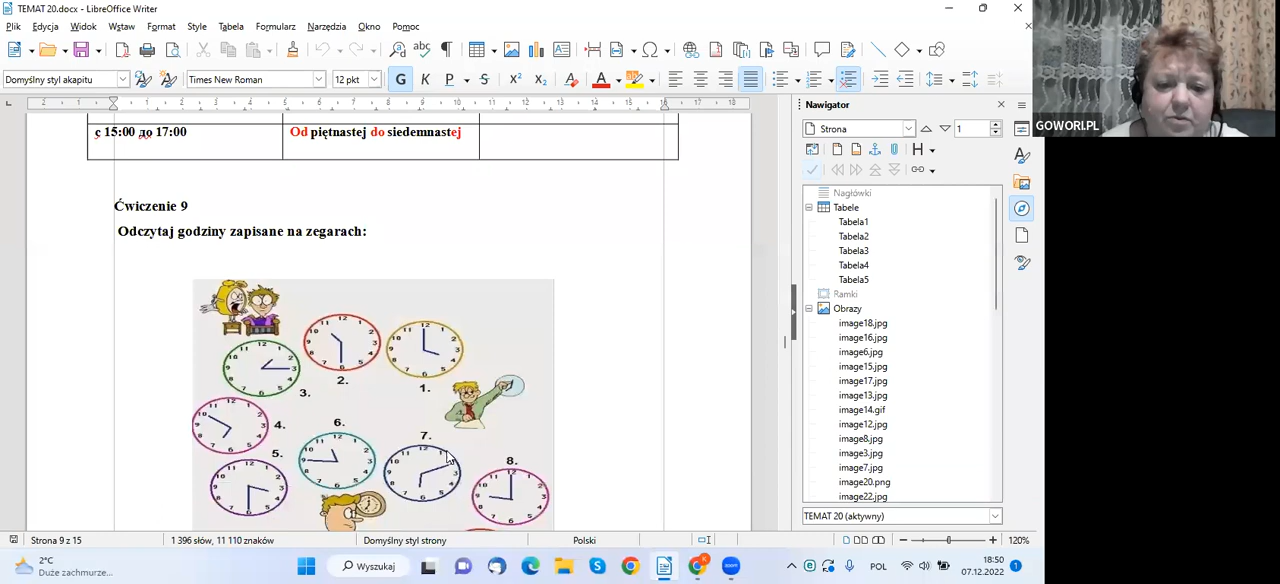 TEMAT 20.docx - LibreOffice Writer
Plik Edycja Widok Wstaw Format Style Tabela Formularz Narzędzia Okno Pomoc
Domyślny styl akapitu
Times New Roman
12 pkt
G K P S
Nawigator
Strona
1
Nagłówki
Tabele
Tabela1
Tabela2
Tabela3
Tabela4
Tabela5
Ramki
Obrazy
image18.jpg
image16.jpg
image6.jpg
image15.jpg
image17.jpg
image13.jpg
image14.gif
image12.jpg
image8.jpg
image3.jpg
image7.jpg
image20.png
image22.jpg
TEMAT 20 (aktywny)
с 15:00 до 17:00
Od piętnastej do siedemnastej
Ćwiczenie 9
Odczytaj godziny zapisane na zegarach:
1.
2.
3.
4.
5.
6.
7.
8.
GOWORI.PL
Strona 9 z 15
1 396 słów, 11 110 znaków
Domyślny styl strony
Polski
120%
2°C
Duże zachmurze...
Wyszukaj
POL
18:50
07.12.2022